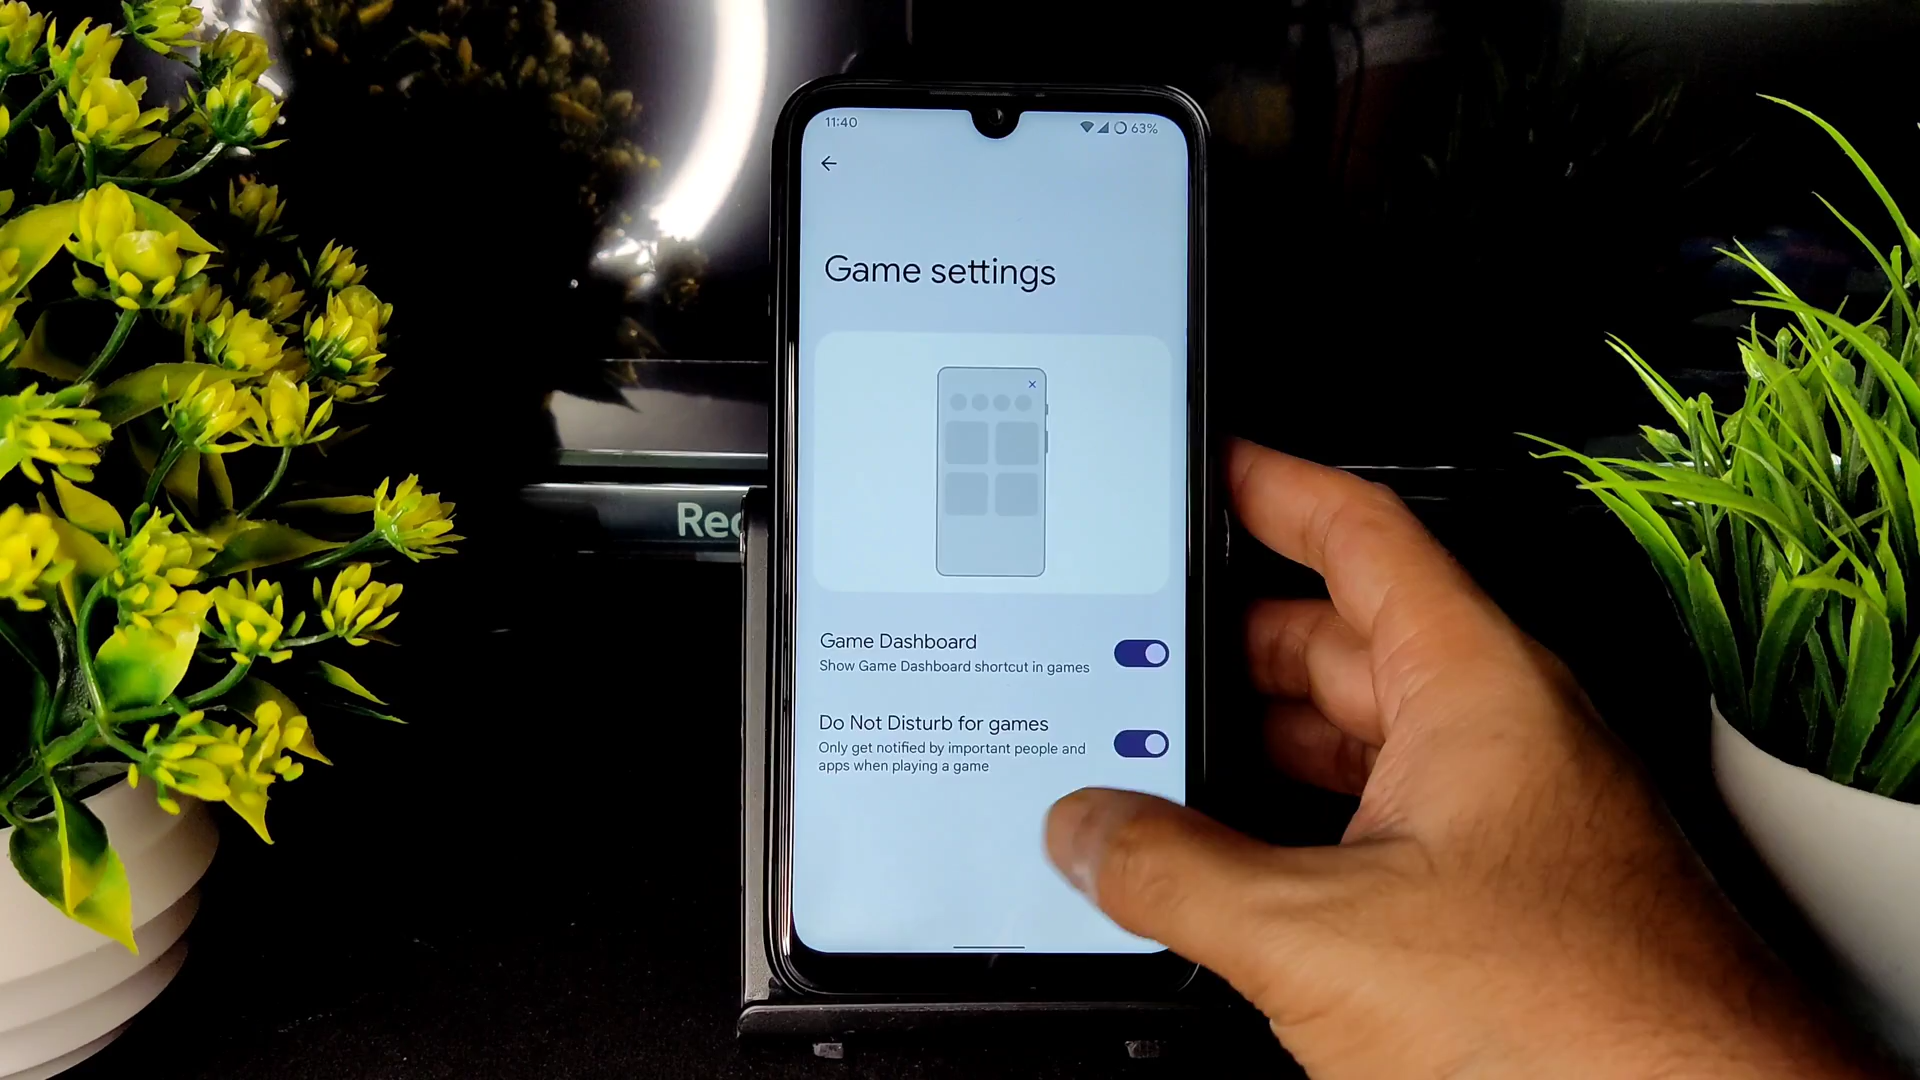 11:40
63%
Game settings
Game Dashboard
Show Game Dashboard shortcut in games
Do Not Disturb for games
Only get notified by important people and
apps when playing a game